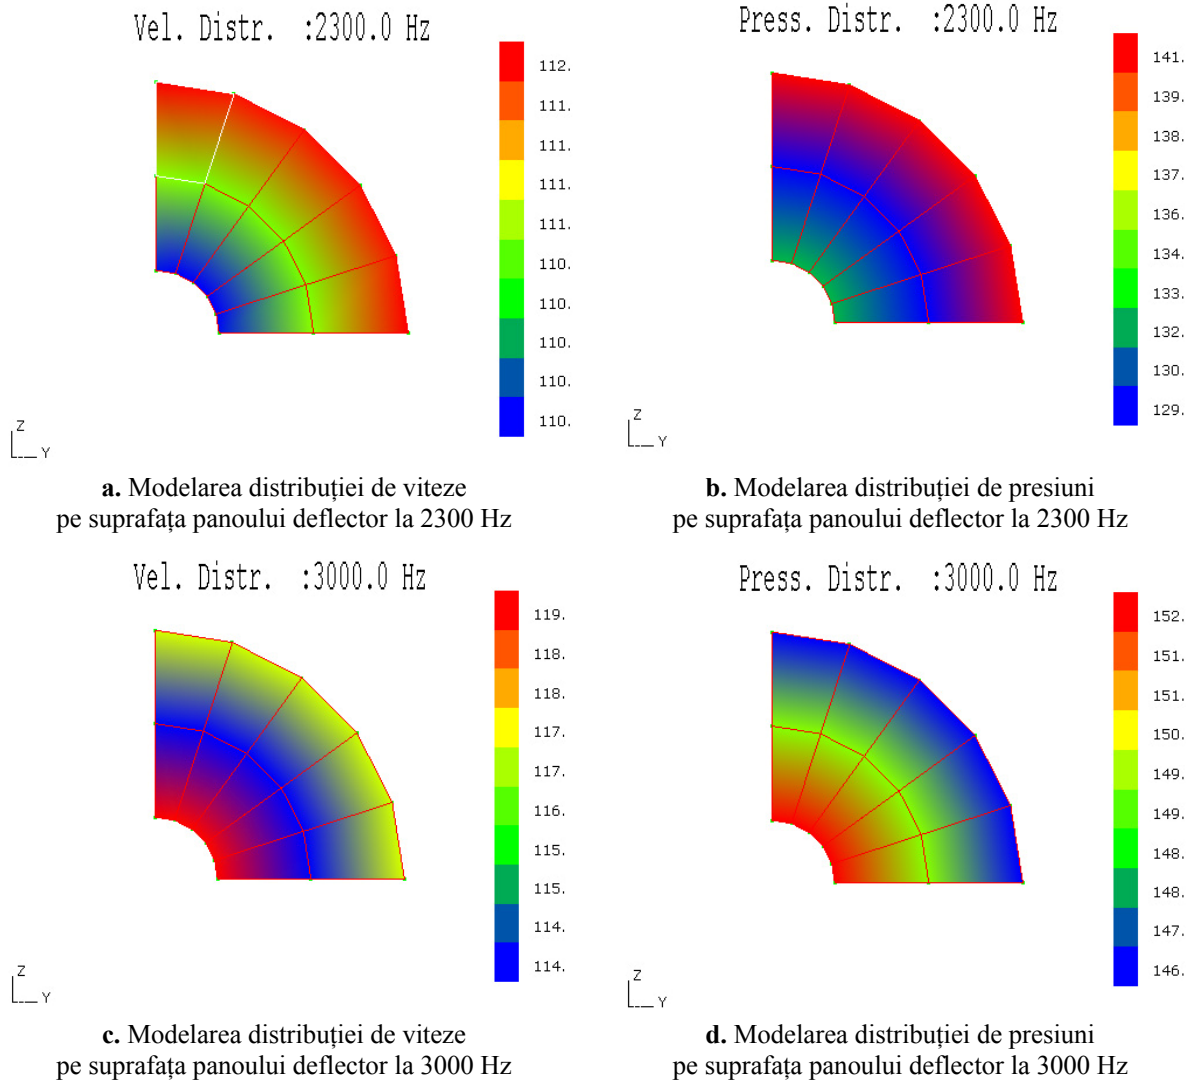 Vel. Distr. :2300.0 Hz
112.
111.
111.
111.
111.
110.
110.
110.
110.
110.
Z
Y
Press. Distr. :2300.0 Hz
141.
139.
138.
137.
136.
134.
133.
132.
130.
129.
Z
Y
a. Modelarea distribuției de viteze
pe suprafața panoului deflector la 2300 Hz
b. Modelarea distribuției de presiuni
pe suprafața panoului deflector la 2300 Hz
Vel. Distr. :3000.0 Hz
119.
118.
118.
117.
117.
116.
115.
115.
114.
114.
Z
Y
Press. Distr. :3000.0 Hz
152.
151.
151.
150.
149.
149.
148.
148.
147.
146.
Z
Y
c. Modelarea distribuției de viteze
pe suprafața panoului deflector la 3000 Hz
d. Modelarea distribuției de presiuni
pe suprafața panoului deflector la 3000 Hz